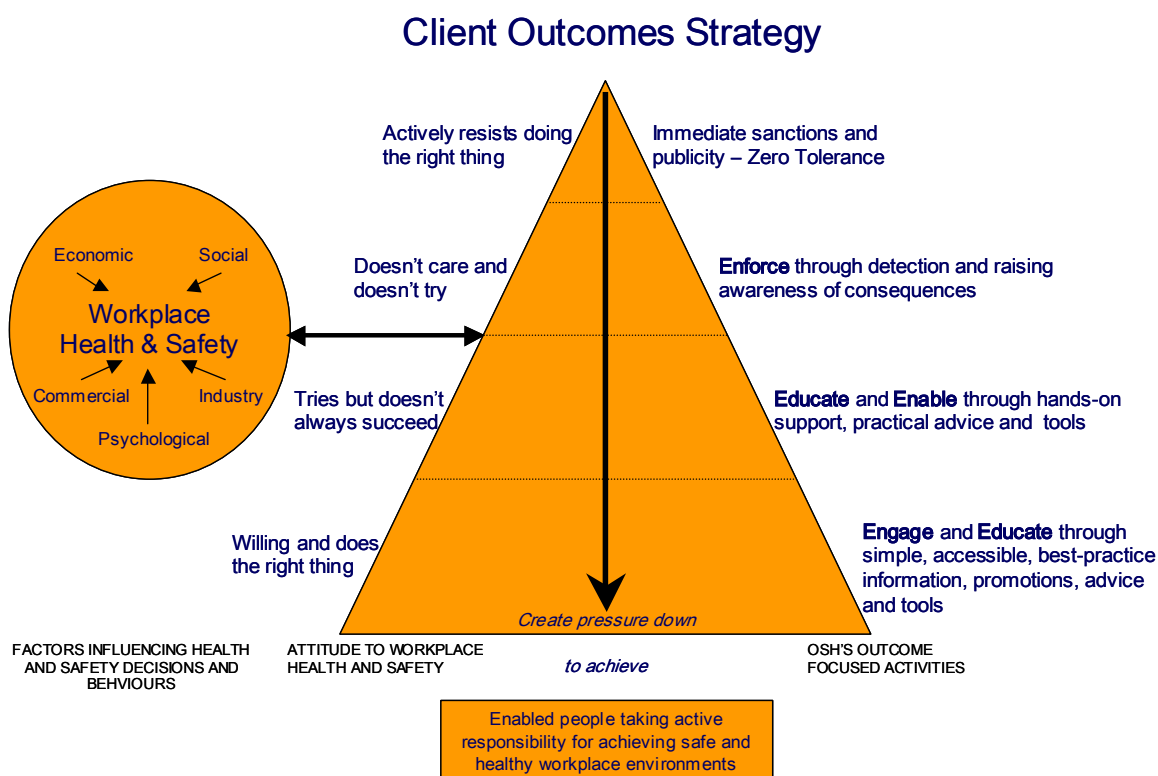 Client Outcomes Strategy
Actively resists doing
the right thing
Immediate sanctions and
publicity – Zero Tolerance
Economic
Social
Workplace
Health & Safety
Commercial
Industry
Psychological
Doesn't care and
doesn't try
Enforce through detection and raising
awareness of consequences
Tries but doesn't
always succeed
Educate and Enable through hands-on
support, practical advice and tools
Willing and does
the right thing
Engage and Educate through
simple, accessible, best-practice
information, promotions, advice
and tools
Create pressure down
FACTORS INFLUENCING HEALTH
AND SAFETY DECISIONS AND
BEHVIOURS
ATTITUDE TO WORKPLACE
HEALTH AND SAFETY
to achieve
OSH'S OUTCOME
FOCUSED ACTIVITIES
Enabled people taking active
responsibility for achieving safe and
healthy workplace environments